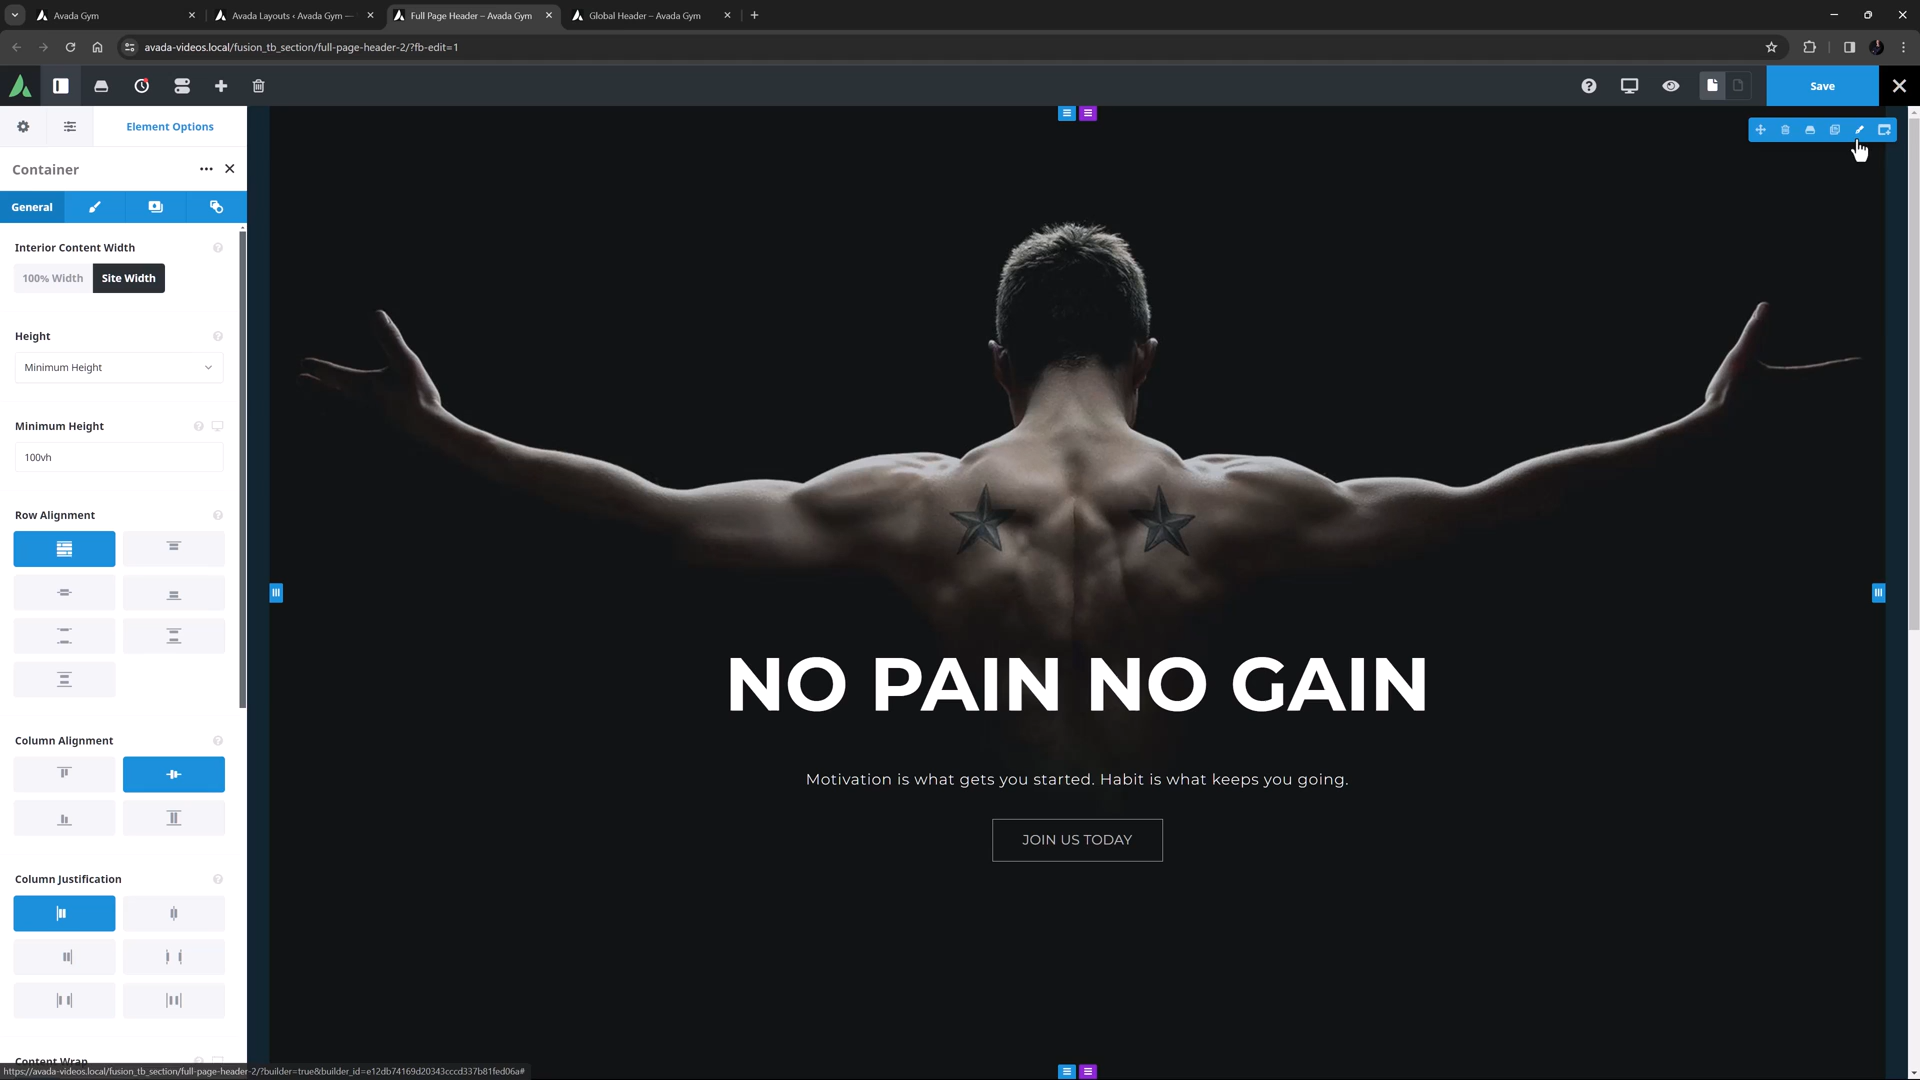 Avada Gym
Avada Layouts ‹ Avada Gym —
Full Page Header – Avada Gym
Global Header – Avada Gym
avada-videos.local/fusion_tb_section/full-page-header-2/?fb-edit=1
Save
Element Options
Container
General
Interior Content Width
100% Width
Site Width
Height
Minimum Height
Minimum Height
100vh
Row Alignment
Column Alignment
Column Justification
Content Wrap
NO PAIN NO GAIN
Motivation is what gets you started. Habit is what keeps you going.
JOIN US TODAY
https://avada-videos.local/fusion_tb_section/full-page-header-2/?builder=true&builder_id=e12db74169d20343cccd337b81fed06a#